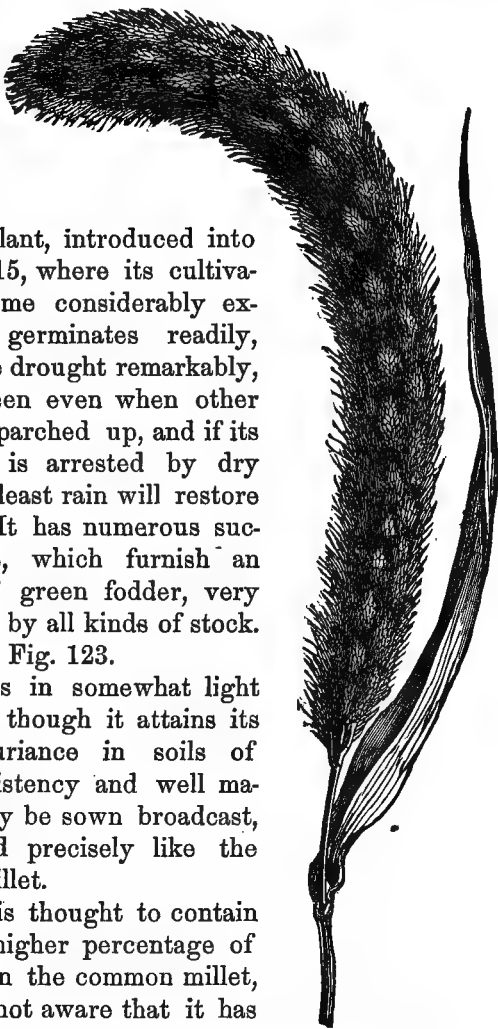 lant, introduced into
15, where its cultiva-
me considerably ex-
germinates readily,
drought remarkably,
een even when other
parched up, and if its
is arrested by dry
least rain will restore
It has numerous suc-
which furnish an
green fodder, very
by all kinds of stock.
Fig. 123.
s in somewhat light
though it attains its
uriance in soils of
istency and well ma-
y be sown broadcast,
d precisely like the
llet.
is thought to contain
higher percentage of
n the common millet,
not aware that it has